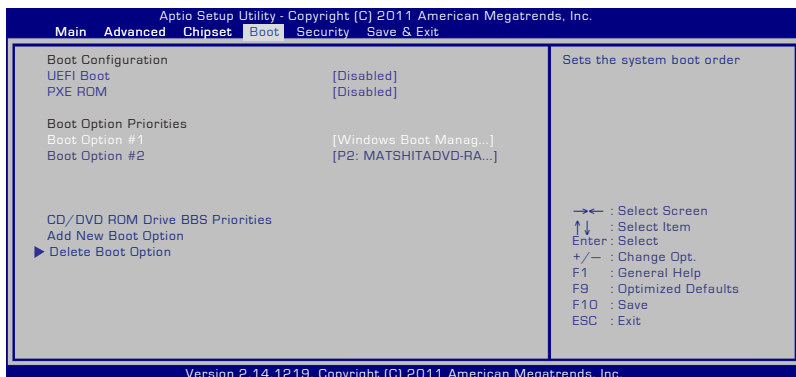 Aptio Setup Utility - Copyright (C) 2011 American Megatrends, Inc.
Main Advanced Chipset Boot Security Save & Exit
Boot Configuration
UEFI Boot [Disabled]
PXE ROM [Disabled]
Boot Option Priorities
Boot Option #1 [Windows Boot Manag...]
Boot Option #2 [P2: MATSHITADVD-RA...]
CD/DVD ROM Drive BBS Priorities
Add New Boot Option
Delete Boot Option
Sets the system boot order
→← : Select Screen
↑↓ : Select Item
Enter : Select
+/− : Change Opt.
F1 : General Help
F9 : Optimized Defaults
F10 : Save
ESC : Exit
Version 2.14.1219. Copyright (C) 2011 American Megatrends, Inc.